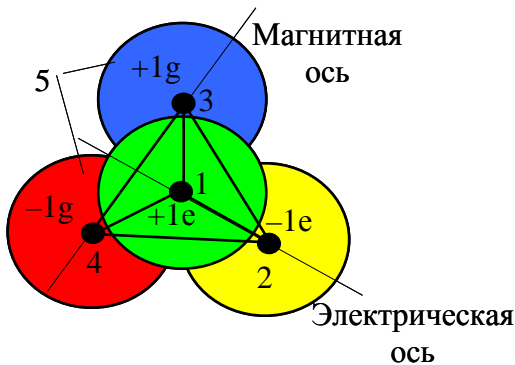 Магнитная
ось
+1g
3
5
1
–1g
+1e
–1e
4
2
Электрическая
ось